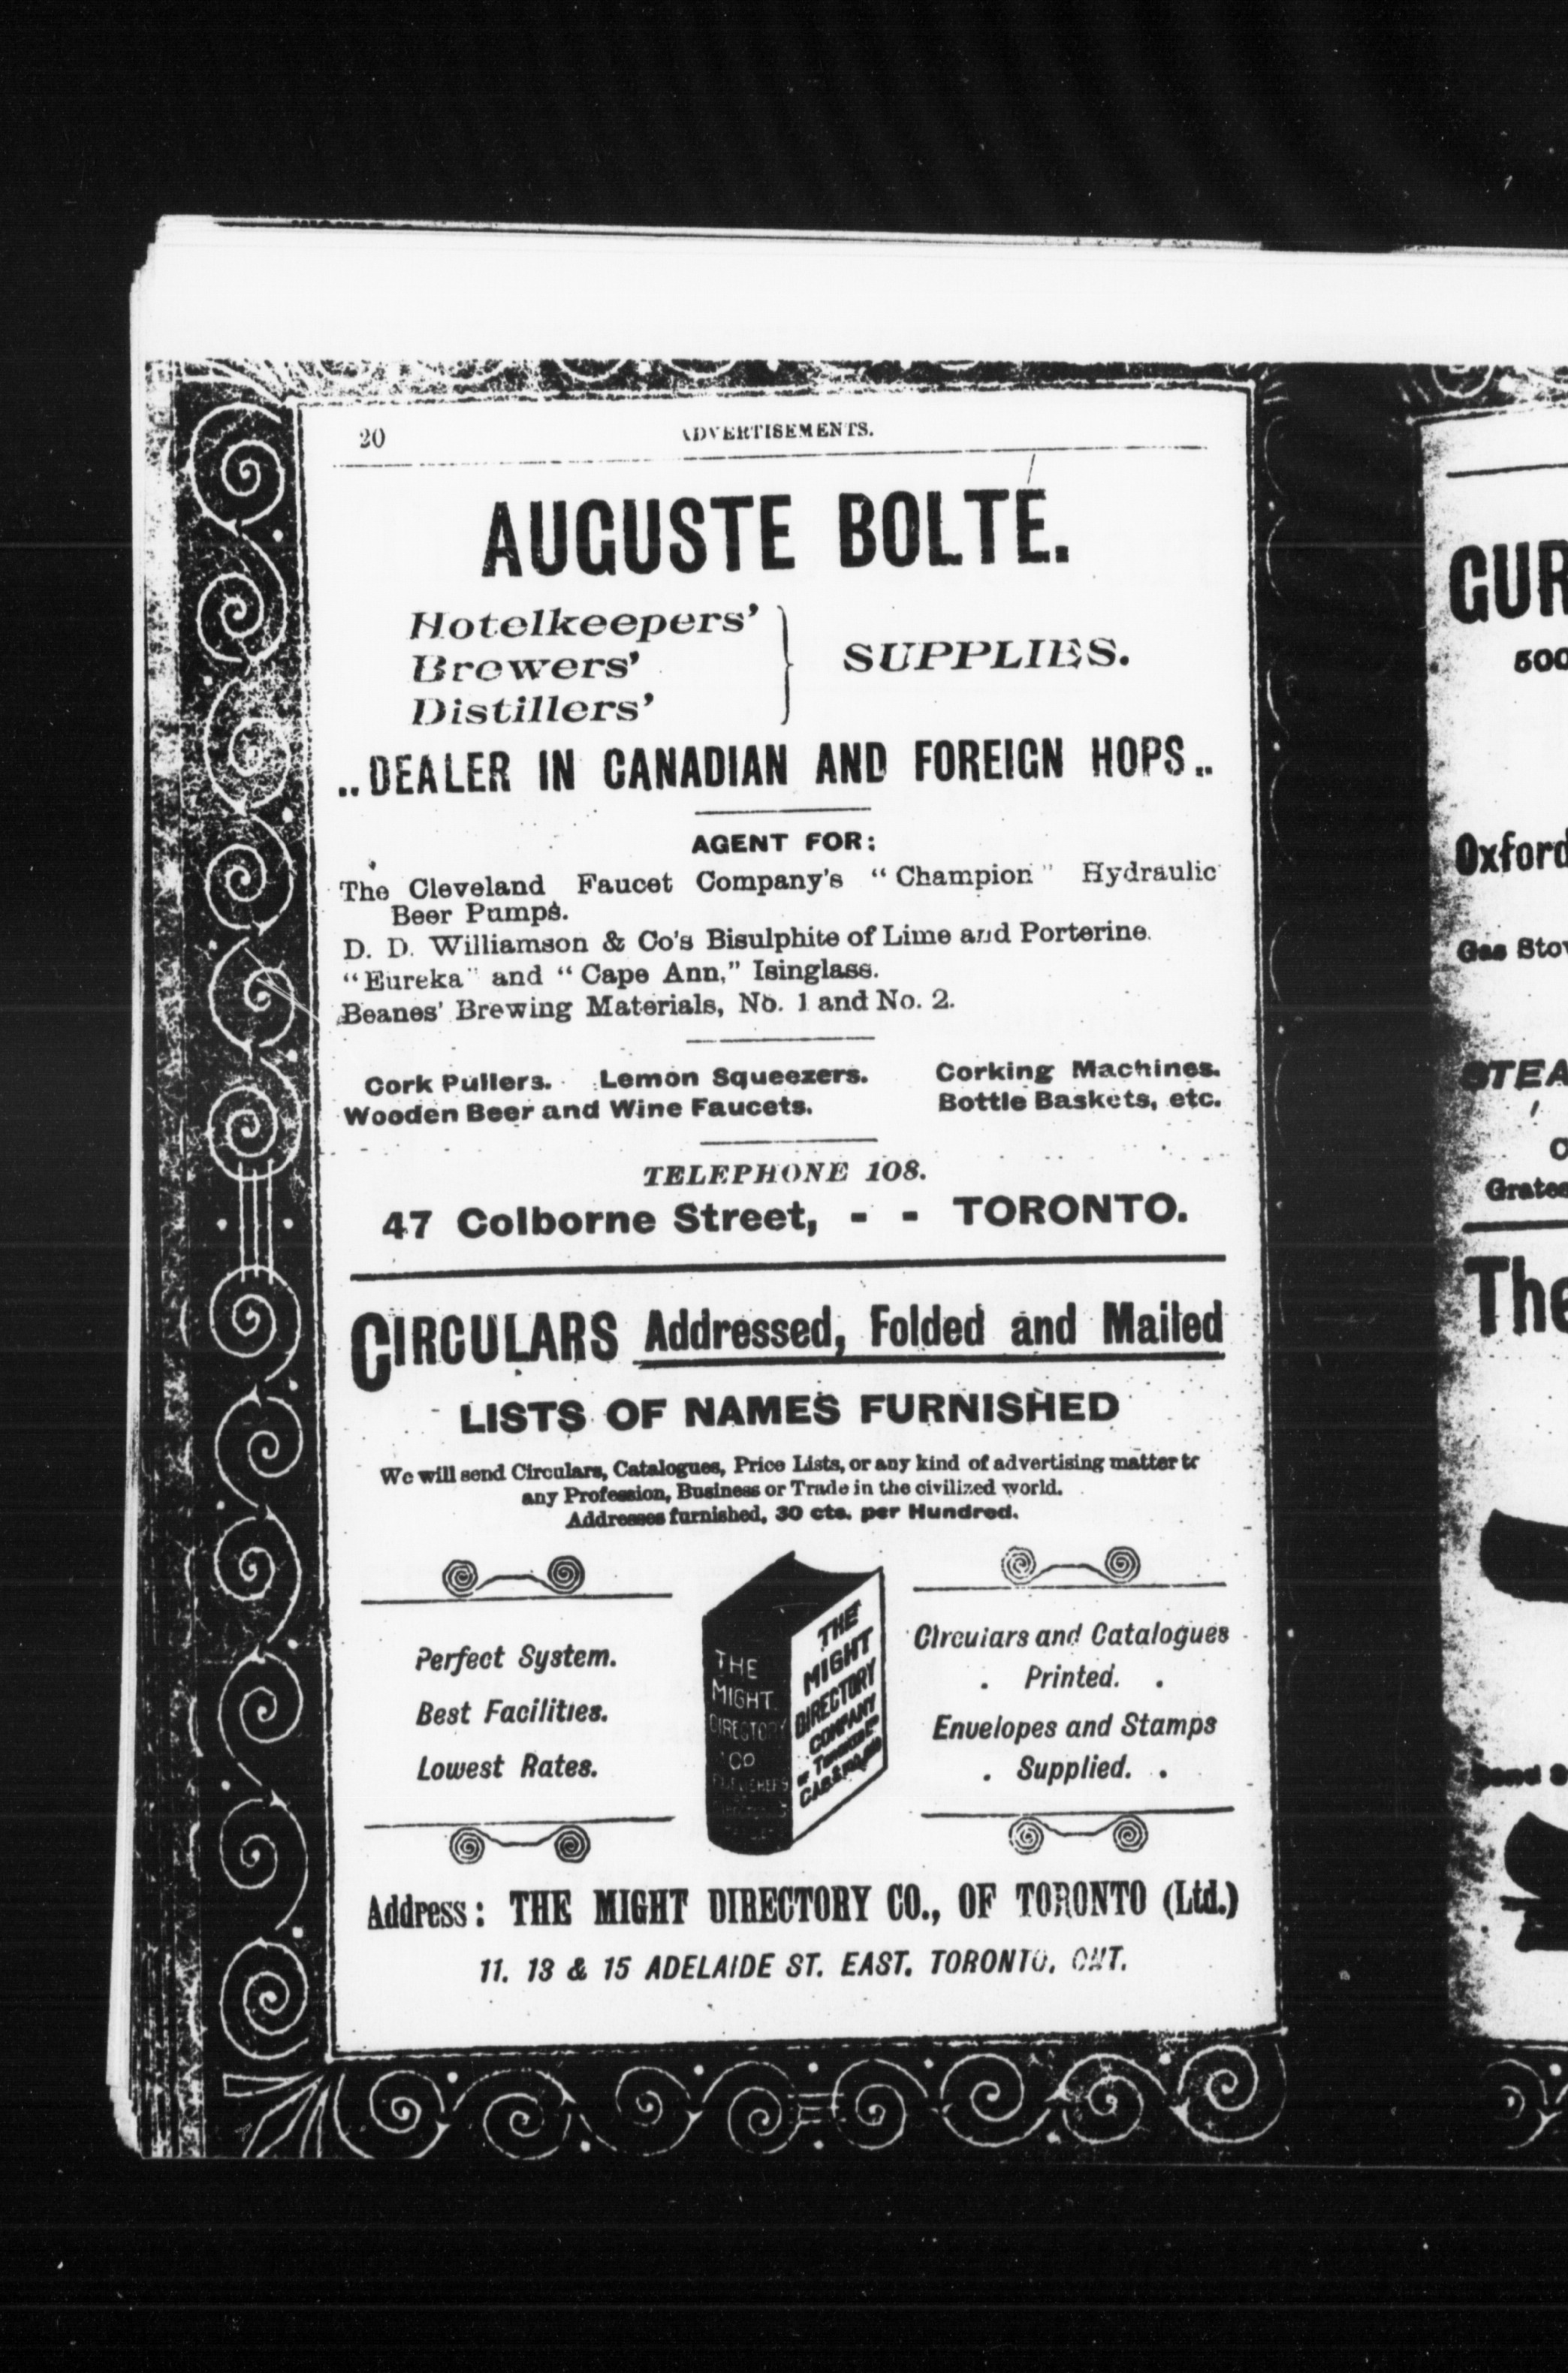 20 ADVERTISEMENTS.
AUGUSTE BOLTÉ.
Hotelkeepers'
Brewers'
Distillers'
SUPPLIES.
..DEALER IN CANADIAN AND FOREIGN HOPS..
AGENT FOR:
The Cleveland Faucet Company's "Champion" Hydraulic
Beer Pumps.
D. D. Williamson & Co's Bisulphite of Lime and Porterine.
"Eureka" and "Cape Ann," Isinglass.
Beanes' Brewing Materials, No. 1 and No. 2.
Cork Pullers. Lemon Squeezers. Corking Machines.
Wooden Beer and Wine Faucets. Bottle Baskets, etc.
TELEPHONE 108.
47 Colborne Street, - - TORONTO.
CIRCULARS Addressed, Folded and Mailed
LISTS OF NAMES FURNISHED
We will send Circulars, Catalogues, Price Lists, or any kind of advertising matter to
any Profession, Business or Trade in the civilized world.
Addresses furnished, 30 cts. per Hundred.
Perfect System.
Best Facilities.
Lowest Rates.
THE
MIGHT
DIRECTORY
CO
THE
MIGHT
DIRECTORY
COMPANY
Circulars and Catalogues
. Printed. .
Envelopes and Stamps
. Supplied. .
Address: THE MIGHT DIRECTORY CO., OF TORONTO (Ltd.)
11, 13 & 15 ADELAIDE ST. EAST, TORONTO, ONT.
GUR
500
Oxford
Gas Stov
STEA
Grates
The